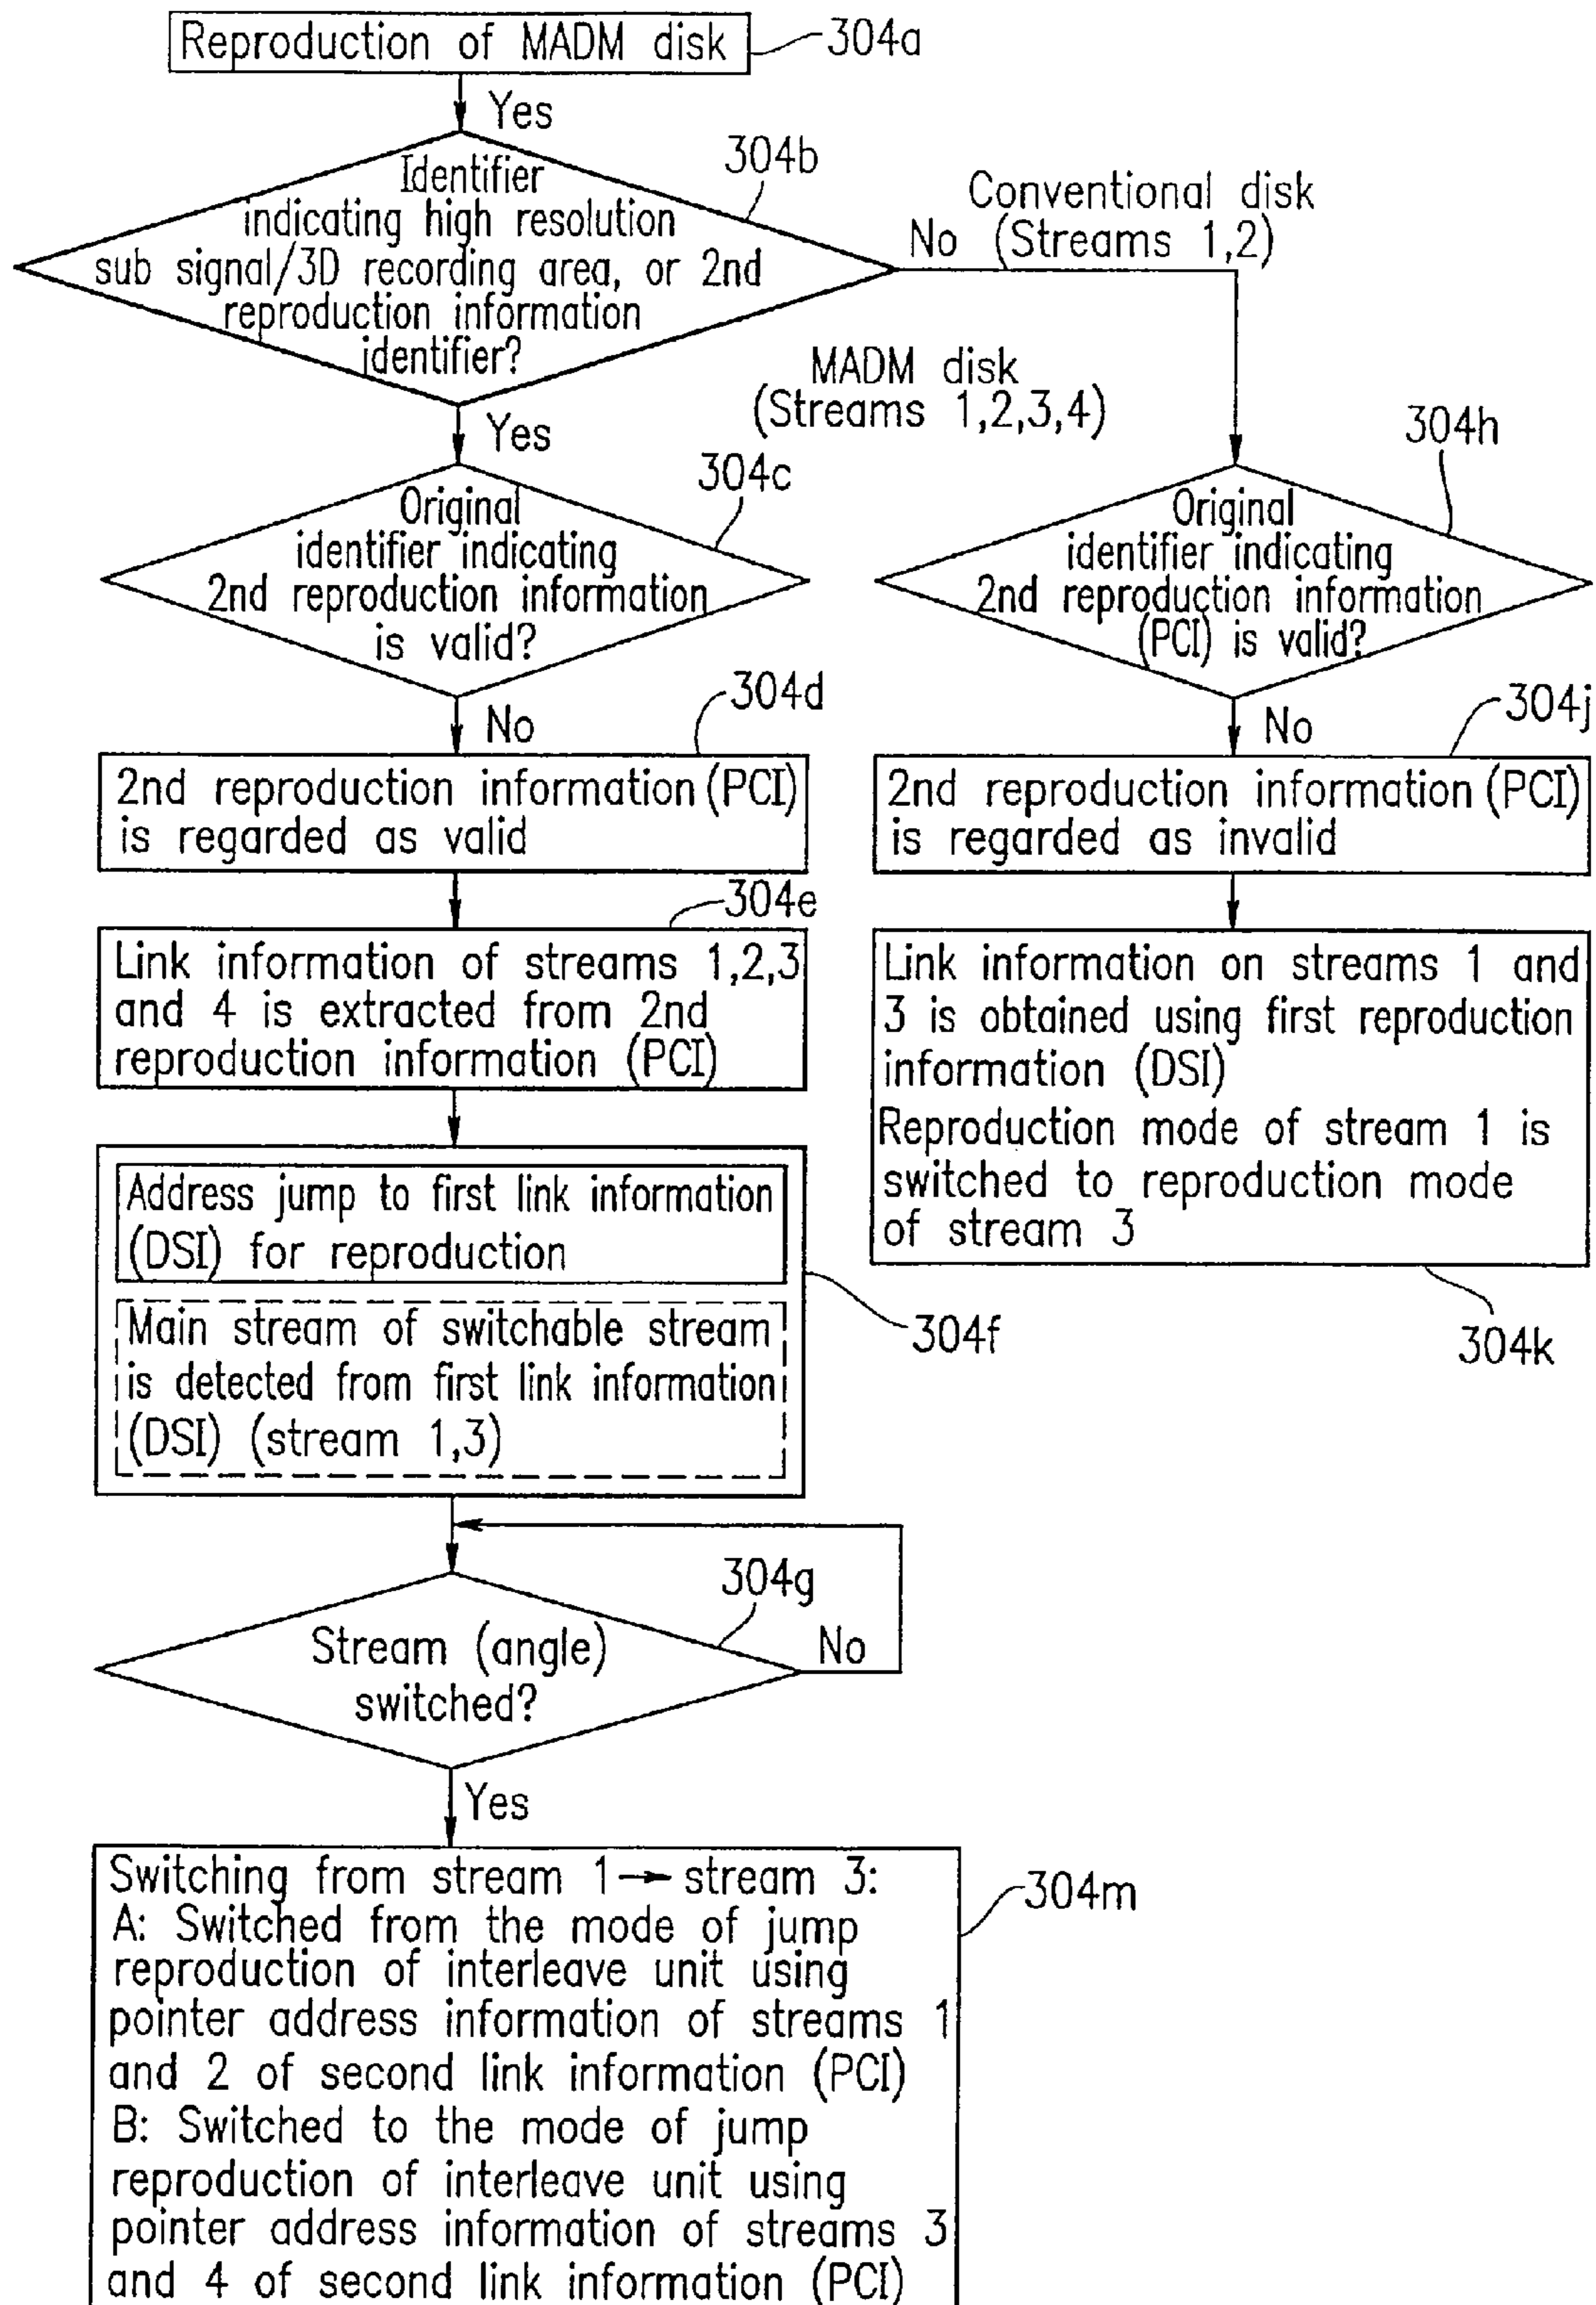 Reproduction of MADM disk
304a
Yes
Identifier
indicating high resolution
sub signal/3D recording area, or 2nd
reproduction information
identifier?
304b
Conventional disk
No (Streams 1,2)
MADM disk
(Streams 1,2,3,4)
Yes
Original
identifier indicating
2nd reproduction information
is valid?
304c
Original
identifier indicating
2nd reproduction information
(PCI) is valid?
304h
No
304d
No
304j
2nd reproduction information (PCI)
is regarded as valid
2nd reproduction information (PCI)
is regarded as invalid
304e
Link information of streams 1,2,3
and 4 is extracted from 2nd
reproduction information (PCI)
Link information on streams 1 and
3 is obtained using first reproduction
information (DSI)
Reproduction mode of stream 1 is
switched to reproduction mode
of stream 3
304k
Address jump to first link information
(DSI) for reproduction
Main stream of switchable stream
is detected from first link information
(DSI) (stream 1,3)
304f
Stream (angle)
switched?
304g
No
Yes
Switching from stream 1→ stream 3:
A: Switched from the mode of jump
reproduction of interleave unit using
pointer address information of streams 1
and 2 of second link information (PCI)
B: Switched to the mode of jump
reproduction of interleave unit using
pointer address information of streams 3
and 4 of second link information (PCI)
304m